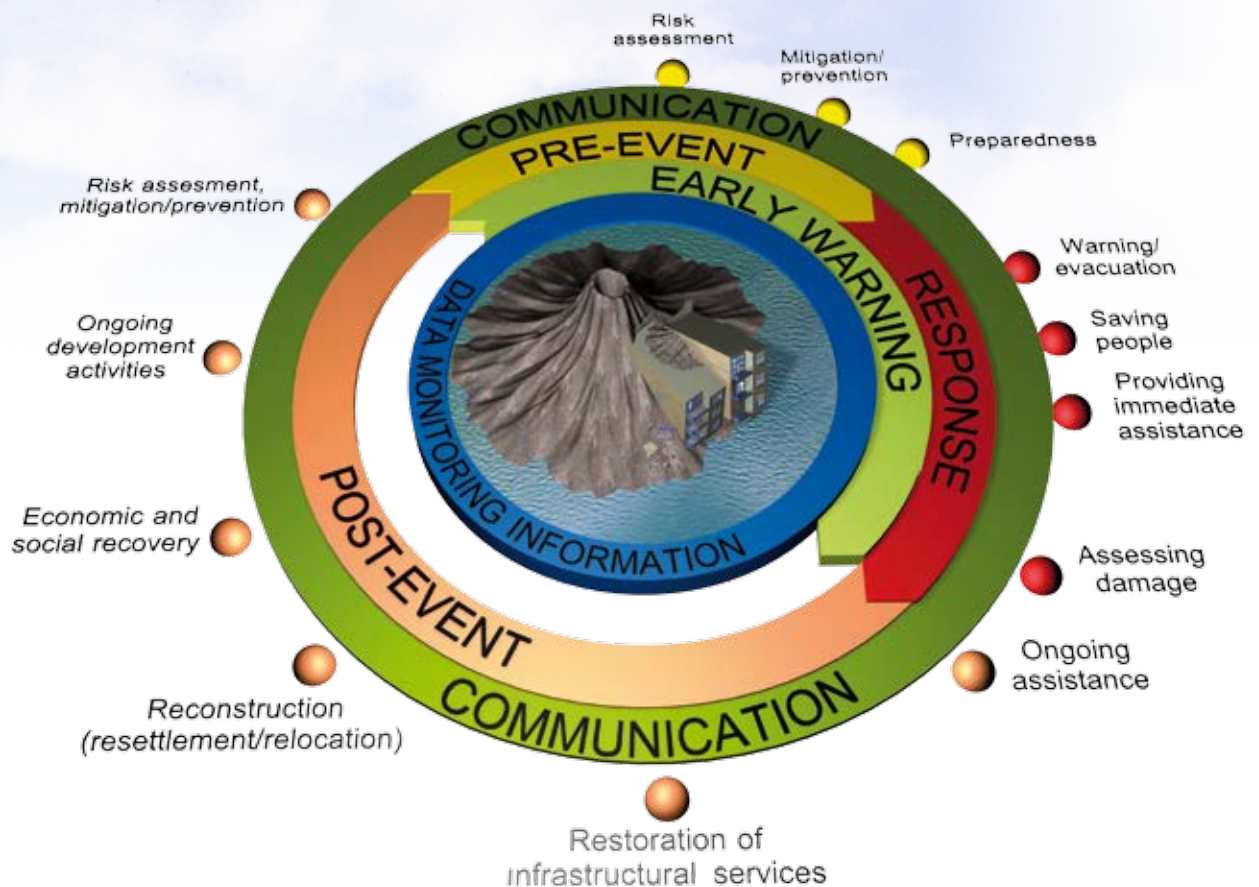 Risk
assessment
Mitigation/
prevention
Preparedness
Warning/
evacuation
Saving
people
Providing
immediate
assistance
Assessing
damage
Ongoing
assistance
Restoration of
infrastructural services
Reconstruction
(resettlement/relocation)
Economic and
social recovery
Ongoing
development
activities
Risk assesment,
mitigation/prevention
COMMUNICATION
PRE-EVENT
EARLY WARNING
RESPONSE
DATA MONITORING INFORMATION
POST-EVENT
COMMUNICATION